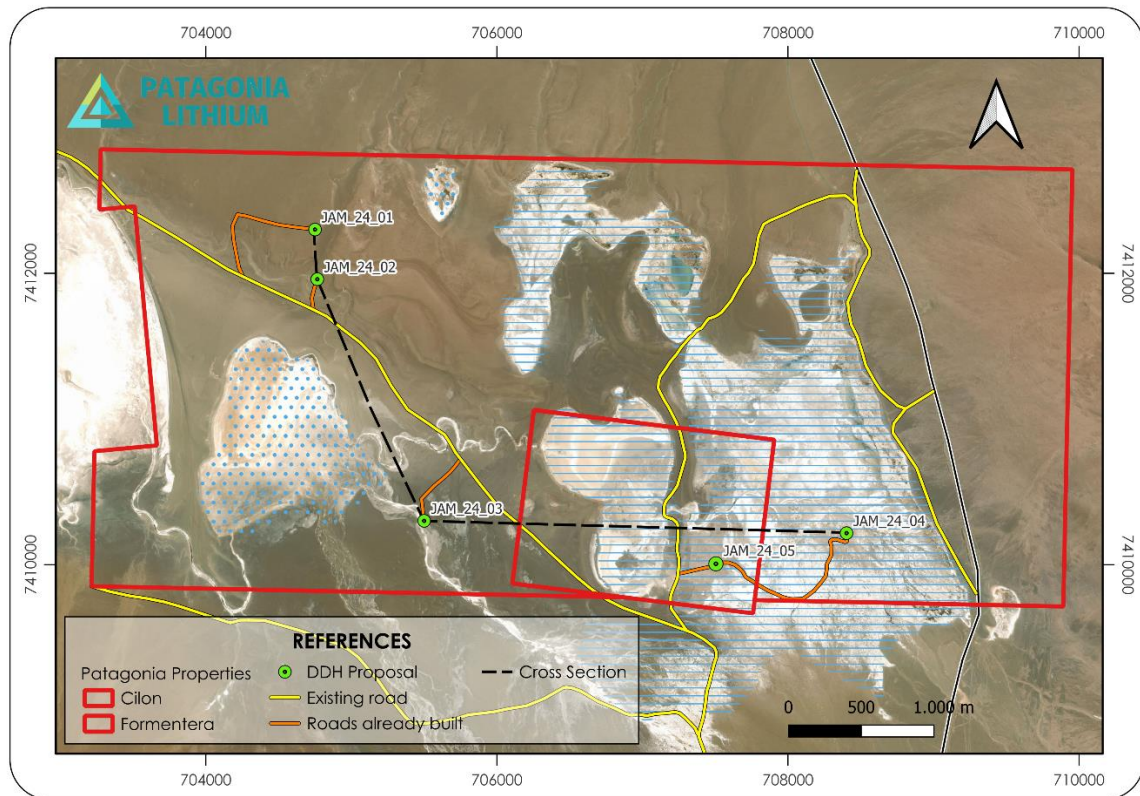 704000 706000 708000 710000
PATAGONIA
LITHIUM
JAM_24_01
7412000 JAM_24_02 7412000
JAM_24_03
JAM_24_04
7410000 JAM_24_05 7410000
REFERENCES
Patagonia Properties DDH Proposal Cross Section
Cilon Existing road
Formentera Roads already built
0 500 1.000 m
704000 706000 708000 710000